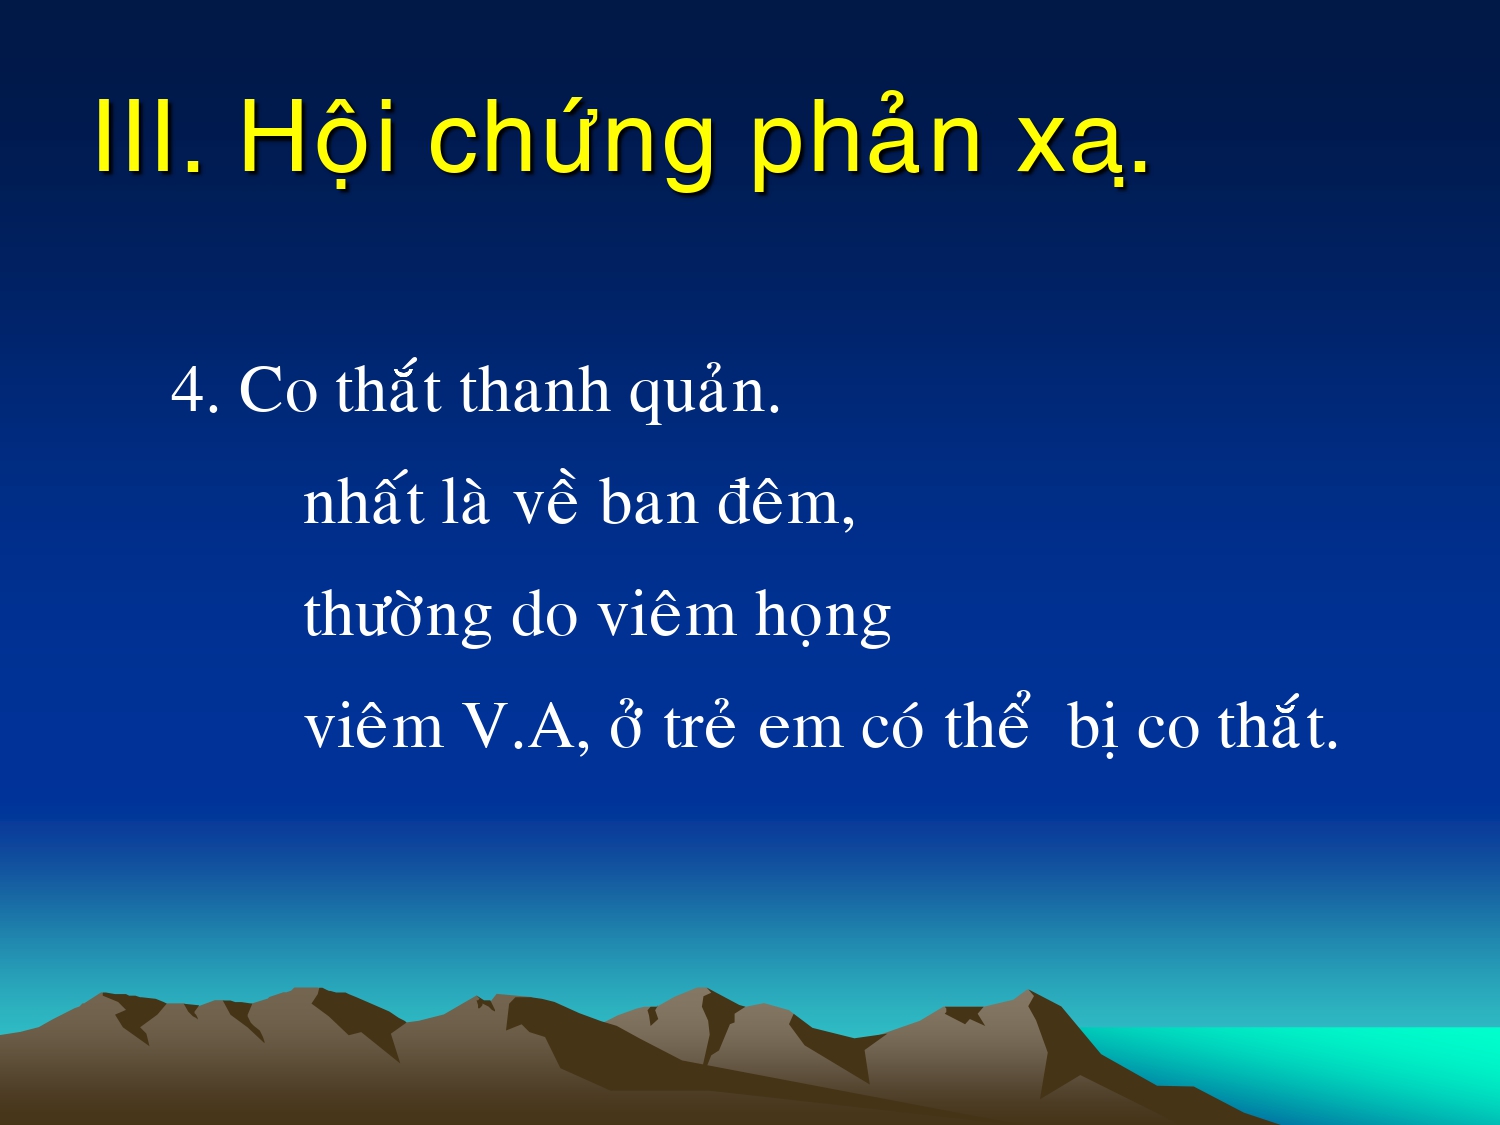 III. Hội chứng phản xạ.
4. Co thắt thanh quản.
nhất là về ban đêm,
thường do viêm họng
viêm V.A, ở trẻ em có thể bị co thắt.